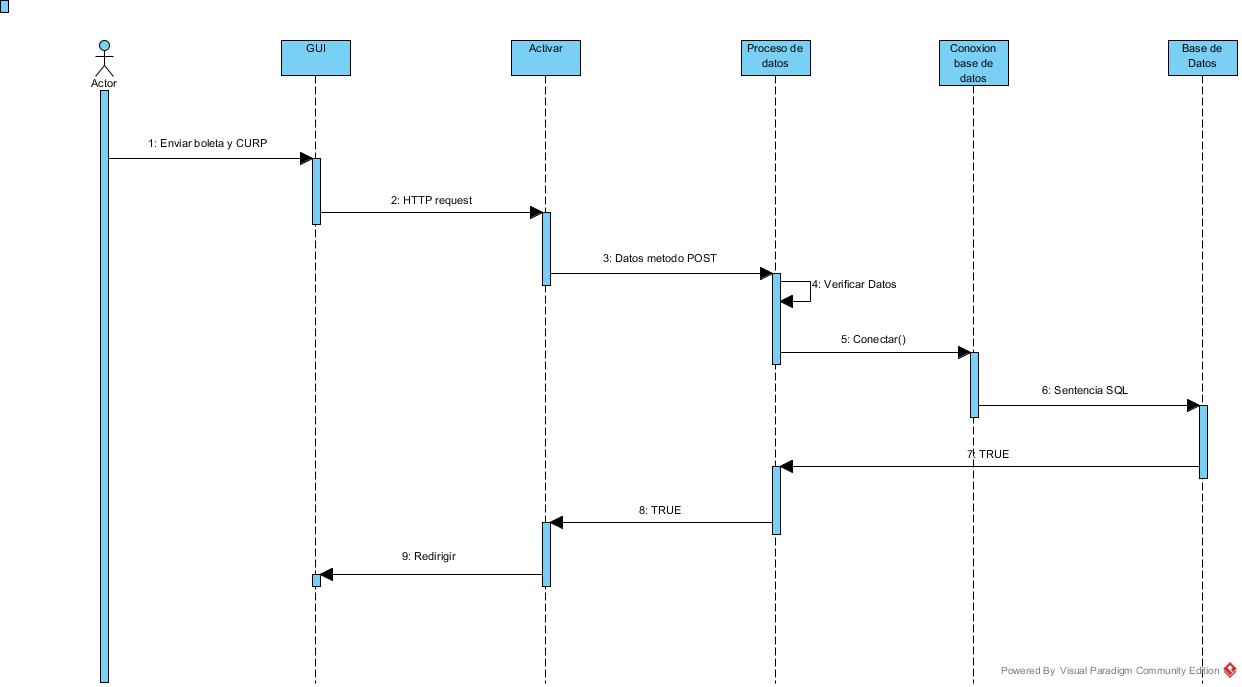 GUI
Activar
Proceso de
datos
Conoxion
base de
datos
Base de
Datos
Actor
1: Enviar boleta y CURP
2: HTTP request
3: Datos metodo POST
4: Verificar Datos
5: Conectar()
6: Sentencia SQL
7: TRUE
8: TRUE
9: Redirigir
Powered By Visual Paradigm Community Edition